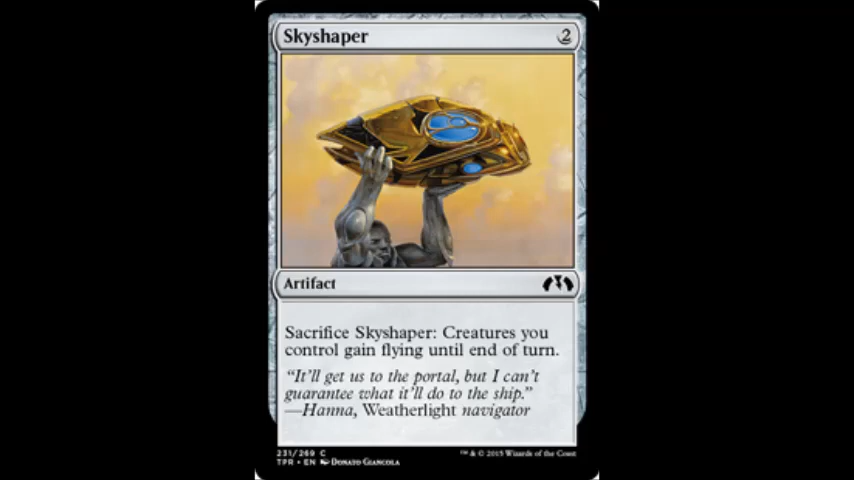 Skyshaper 2
Artifact
Sacrifice Skyshaper: Creatures you
control gain flying until end of turn.
“It’ll get us to the portal, but I can’t
guarantee what it’ll do to the ship.”
—Hanna, Weatherlight navigator
231/269 C
TPR • EN Donato Giancola
™ & © 2015 Wizards of the Coast